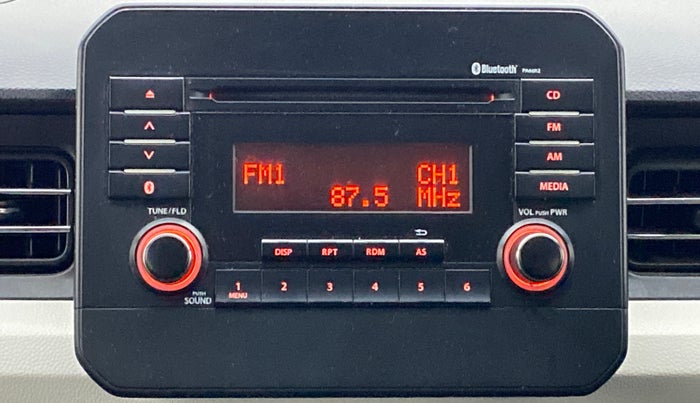 Bluetooth PA66R2
CD
FM
AM
MEDIA
FM1 CH1
87.5 MHz
TUNE/FLD
VOL PUSH PWR
DISP RPT RDM AS
PUSH
SOUND
1 2 3 4 5 6
MENU